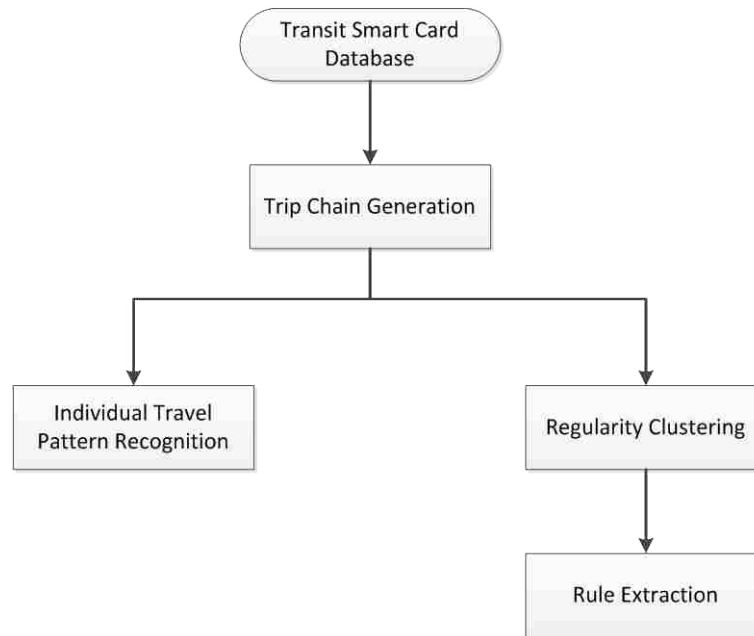 Transit Smart Card
Database
Trip Chain Generation
Individual Travel
Pattern Recognition
Regularity Clustering
Rule Extraction